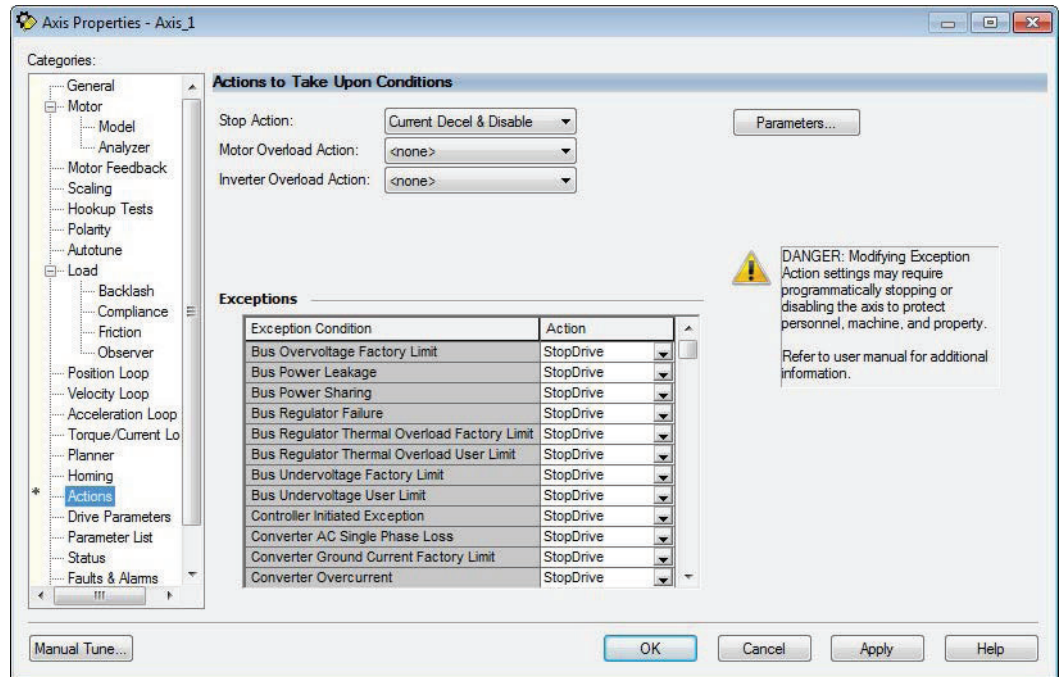 Axis Properties - Axis_1
Categories:
General
Motor
Model
Analyzer
Motor Feedback
Scaling
Hookup Tests
Polarity
Autotune
Load
Backlash
Compliance
Friction
Observer
Position Loop
Velocity Loop
Acceleration Loop
Torque/Current Lo
Planner
Homing
* Actions
Drive Parameters
Parameter List
Status
Faults & Alarms
Actions to Take Upon Conditions
Stop Action: Current Decel & Disable
Parameters...
Motor Overload Action: <none>
Inverter Overload Action: <none>
DANGER: Modifying Exception
Action settings may require
programmatically stopping or
disabling the axis to protect
personnel, machine, and property.
Refer to user manual for additional
information.
Exceptions
Exception Condition Action
Bus Overvoltage Factory Limit StopDrive
Bus Power Leakage StopDrive
Bus Power Sharing StopDrive
Bus Regulator Failure StopDrive
Bus Regulator Thermal Overload Factory Limit StopDrive
Bus Regulator Thermal Overload User Limit StopDrive
Bus Undervoltage Factory Limit StopDrive
Bus Undervoltage User Limit StopDrive
Controller Initiated Exception StopDrive
Converter AC Single Phase Loss StopDrive
Converter Ground Current Factory Limit StopDrive
Converter Overcurrent StopDrive
Manual Tune... OK Cancel Apply Help